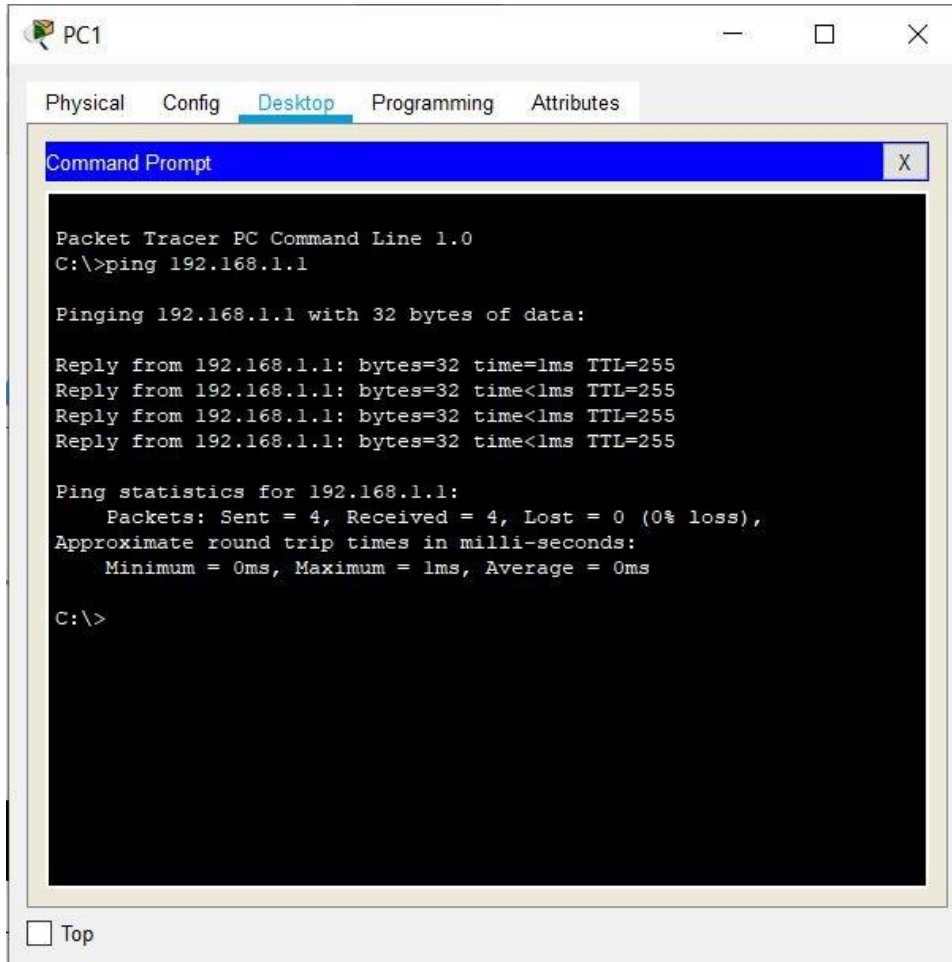 PC1
Physical Config Desktop Programming Attributes
Command Prompt X
Packet Tracer PC Command Line 1.0
C:\>ping 192.168.1.1
Pinging 192.168.1.1 with 32 bytes of data:
Reply from 192.168.1.1: bytes=32 time=1ms TTL=255
Reply from 192.168.1.1: bytes=32 time<1ms TTL=255
Reply from 192.168.1.1: bytes=32 time<1ms TTL=255
Reply from 192.168.1.1: bytes=32 time<1ms TTL=255
Ping statistics for 192.168.1.1:
Packets: Sent = 4, Received = 4, Lost = 0 (0% loss),
Approximate round trip times in milli-seconds:
Minimum = 0ms, Maximum = 1ms, Average = 0ms
C:\>
Top